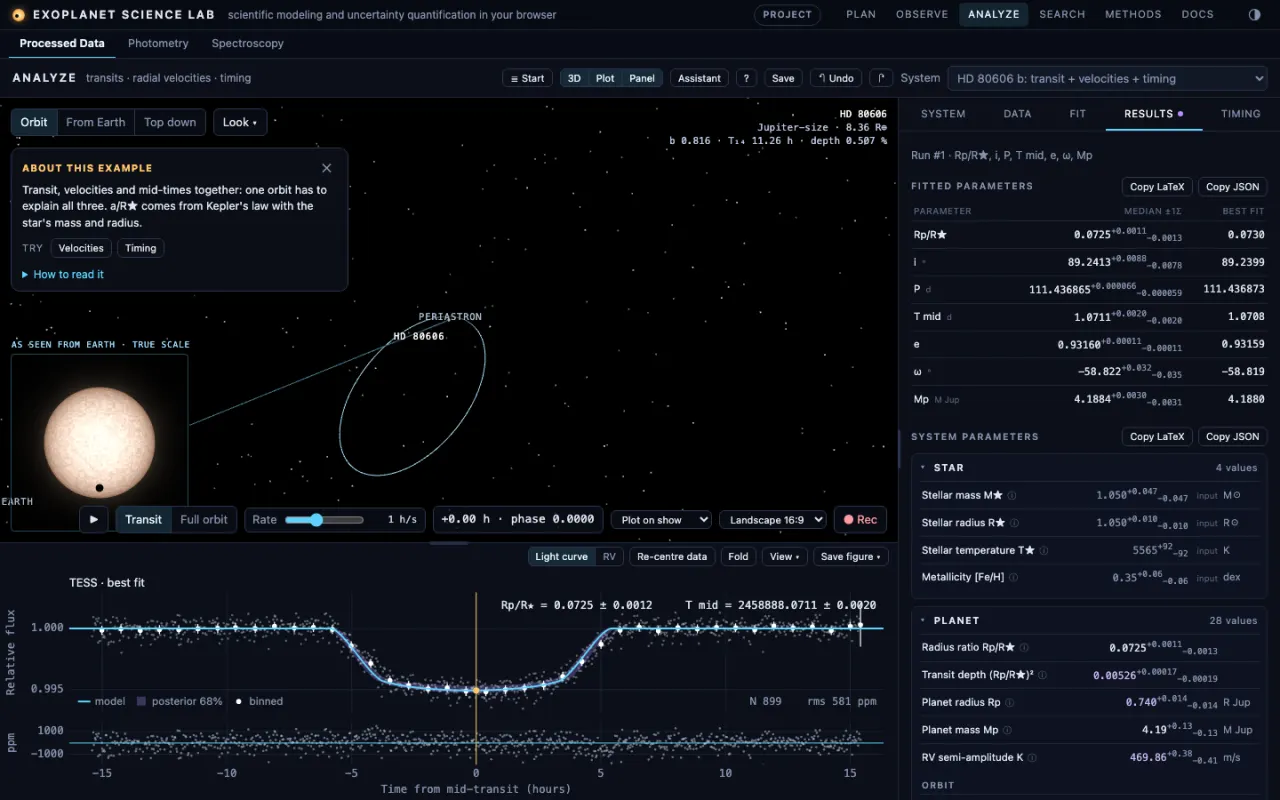 EXOPLANET SCIENCE LAB scientific modeling and uncertainty quantification in your browser PROJECT PLAN OBSERVE ANALYZE SEARCH METHODS DOCS
Processed Data Photometry Spectroscopy
ANALYZE transits · radial velocities · timing ≡ Start 3D Plot Panel Assistant ? Save ↰ Undo ↱ System HD 80606 b: transit + velocities + timing
Orbit From Earth Top down Look ▾
HD 80606
Jupiter-size · 8.36 R⊕
b 0.816 · T₁₄ 11.26 h · depth 0.507 %
ABOUT THIS EXAMPLE ×
Transit, velocities and mid-times together: one orbit has to
explain all three. a/R★ comes from Kepler's law with the
star's mass and radius.
TRY Velocities Timing
▶ How to read it
PERIASTRON
HD 80606
AS SEEN FROM EARTH · TRUE SCALE
EARTH
▶ Transit Full orbit Rate 1 h/s +0.00 h · phase 0.0000 Plot on show Landscape 16:9 Rec
Light curve RV Re-centre data Fold View ▾ Save figure ▾
TESS · best fit
Rp/R★ = 0.0725 ± 0.0012 T mid = 2458888.0711 ± 0.0020
Relative flux
1.000
0.995
model posterior 68% binned N 899 rms 581 ppm
ppm
1000
−1000
−15 −10 −5 0 5 10 15
Time from mid-transit (hours)
SYSTEM DATA FIT RESULTS TIMING
Run #1 · Rp/R★, i, P, T mid, e, ω, Mp
FITTED PARAMETERS Copy LaTeX Copy JSON
PARAMETER MEDIAN ±1Σ BEST FIT
Rp/R★ 0.0725+0.0011−0.0013 0.0730
i ° 89.2413+0.0088−0.0078 89.2399
P d 111.436865+0.000066−0.000059 111.436873
T mid d 1.0711+0.0020−0.0020 1.0708
e 0.93160+0.00011−0.00011 0.93159
ω ° −58.822+0.032−0.035 −58.819
Mp M Jup 4.1884+0.0030−0.0031 4.1880
SYSTEM PARAMETERS Copy LaTeX Copy JSON
▾ STAR 4 values
Stellar mass M★ ⓘ 1.050+0.047−0.047 input M⊙
Stellar radius R★ ⓘ 1.050+0.010−0.010 input R⊙
Stellar temperature T★ ⓘ 5565+92−92 input K
Metallicity [Fe/H] ⓘ 0.35+0.06−0.06 input dex
▾ PLANET 28 values
Radius ratio Rp/R★ ⓘ 0.0725+0.0011−0.0013
Transit depth (Rp/R★)² ⓘ 0.00526+0.00017−0.00019
Planet radius Rp ⓘ 0.740+0.014−0.014 R Jup
Planet mass Mp ⓘ 4.19+0.13−0.13 M Jup
RV semi-amplitude K ⓘ 469.86+0.38−0.41 m/s
ORBIT